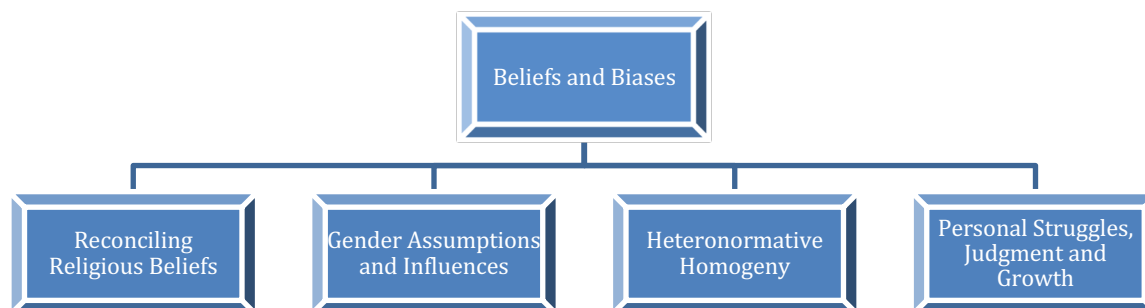 Beliefs and Biases
Reconciling
Religious Beliefs
Gender Assumptions
and Influences
Heteronormative
Homogeny
Personal Struggles,
Judgment and
Growth